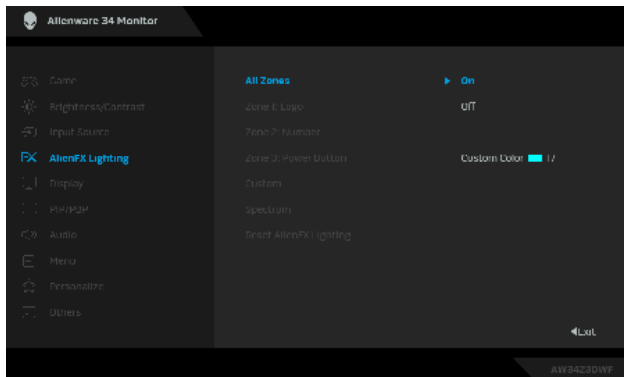 Alienware 34 Monitor
Game
Brightness/Contrast
Input Source
FX AlienFX Lighting
Display
PIP/PBP
Audio
Menu
Personalize
Others
All Zones
Zone 1: Logo
Zone 2: Number
Zone 3: Power Button
Custom
Spectrum
Reset AlienFX Lighting
On
Off
Custom Color 17
Exit
AW3423DWF